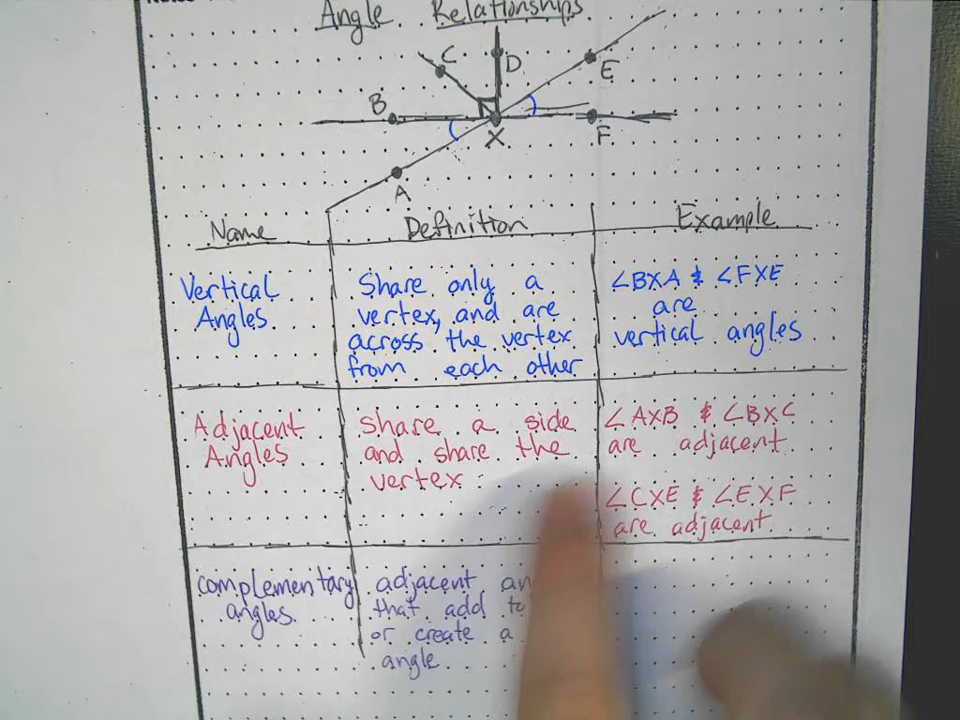 Angle Relationships
C
D
E
B
X
F
A
Name Definition Example
Vertical
Angles
Share only a
vertex, and are
across the vertex
from each other
∠BXA & ∠FXE
are
vertical angles
Adjacent
Angles
Share a side
and share the
vertex
∠AXB & ∠BXC
are adjacent
∠CXE & ∠EXF
are adjacent
complementary
angles
adjacent
that add to
or create a
angle